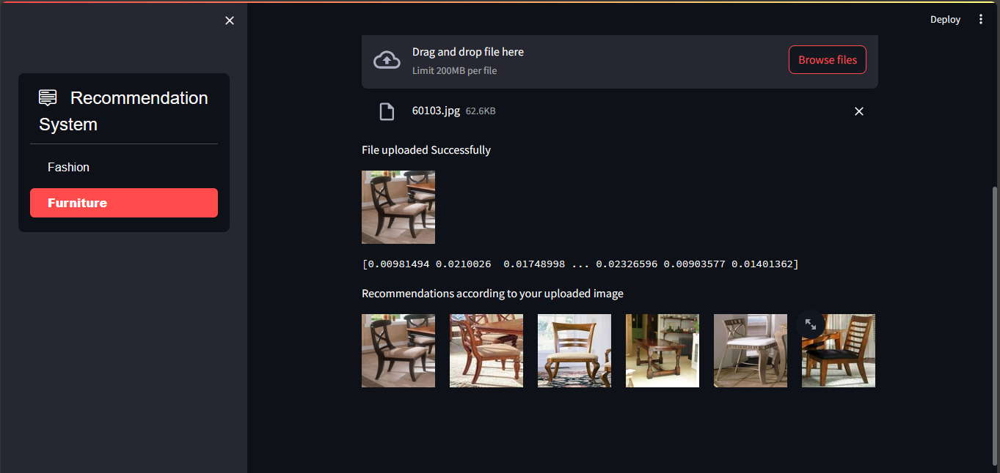 Deploy
Recommendation
System
Fashion
Furniture
Drag and drop file here
Limit 200MB per file
Browse files
60103.jpg 62.6KB
File uploaded Successfully
[0.00981494 0.0210026  0.01748998 ... 0.02326596 0.00903577 0.01401362]
Recommendations according to your uploaded image